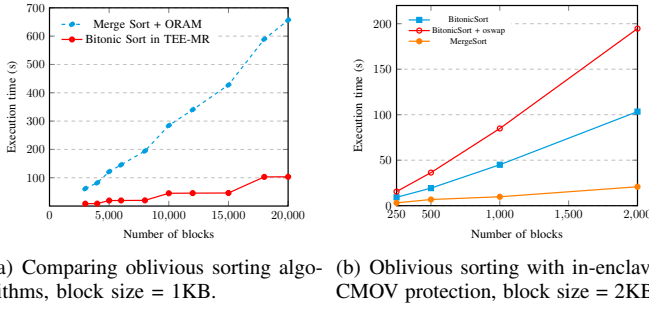 700
600
500
400
300
200
100
Execution time (s)
Merge Sort + ORAM
Bitonic Sort in TEE-MR
0 5,000 10,000 15,000 20,000
Number of blocks
200
150
100
50
0
Execution time (s)
BitonicSort
BitonicSort + oswap
MergeSort
250 500 1,000 1,500 2,000
Number of blocks
a) Comparing oblivious sorting algo-
ithms, block size = 1KB.
(b) Oblivious sorting with in-enclav
CMOV protection, block size = 2KB